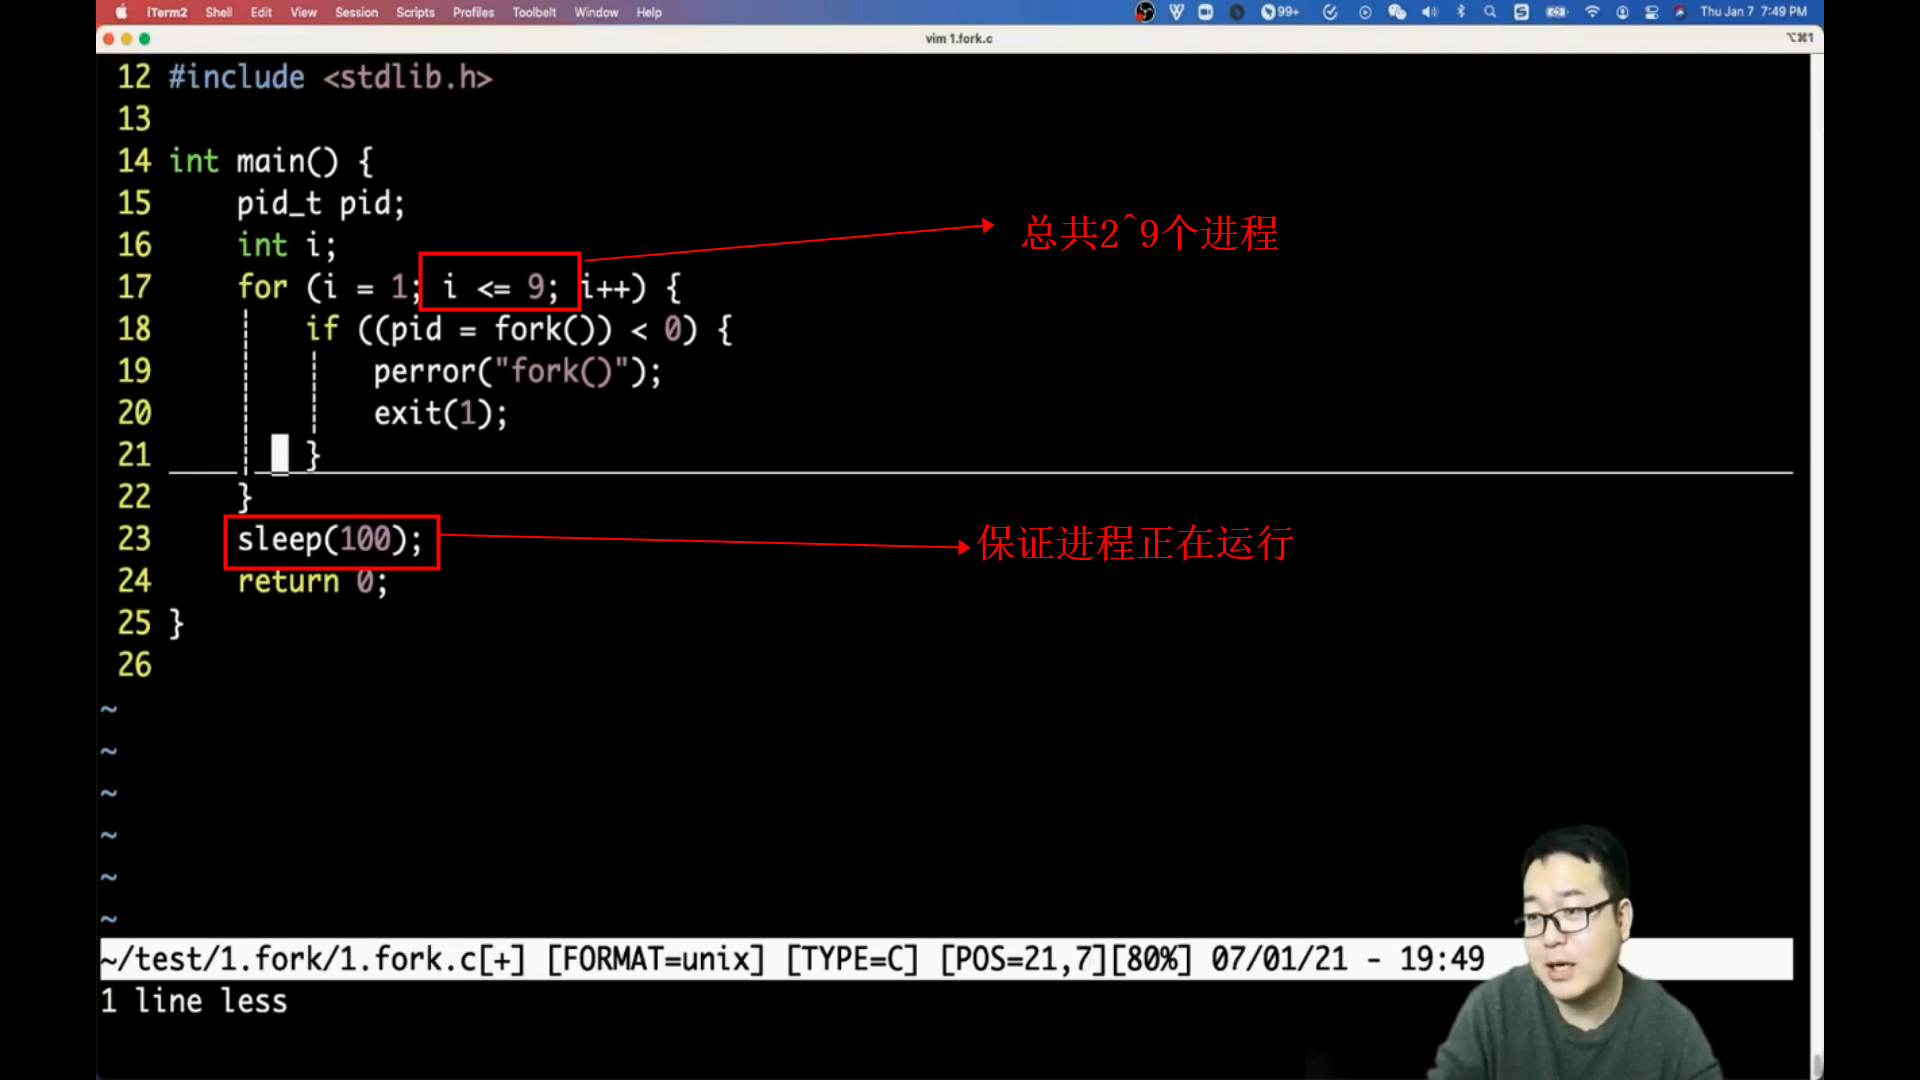 iTerm2 Shell Edit View Session Scripts Profiles Toolbelt Window Help 99+ Thu Jan 7 7:49 PM
vim 1.fork.c ⌥⌘1
12 #include <stdlib.h>
13
14 int main() {
15 pid_t pid;
16 int i;
总共2^9个进程
17 for (i = 1; i <= 9; i++) {
18 if ((pid = fork()) < 0) {
19 perror("fork()");
20 exit(1);
21 }
22 }
23 sleep(100);
保证进程正在运行
24 return 0;
25 }
26
~
~
~
~
~
~
~/test/1.fork/1.fork.c[+] [FORMAT=unix] [TYPE=C] [POS=21,7][80%] 07/01/21 - 19:49
1 line less